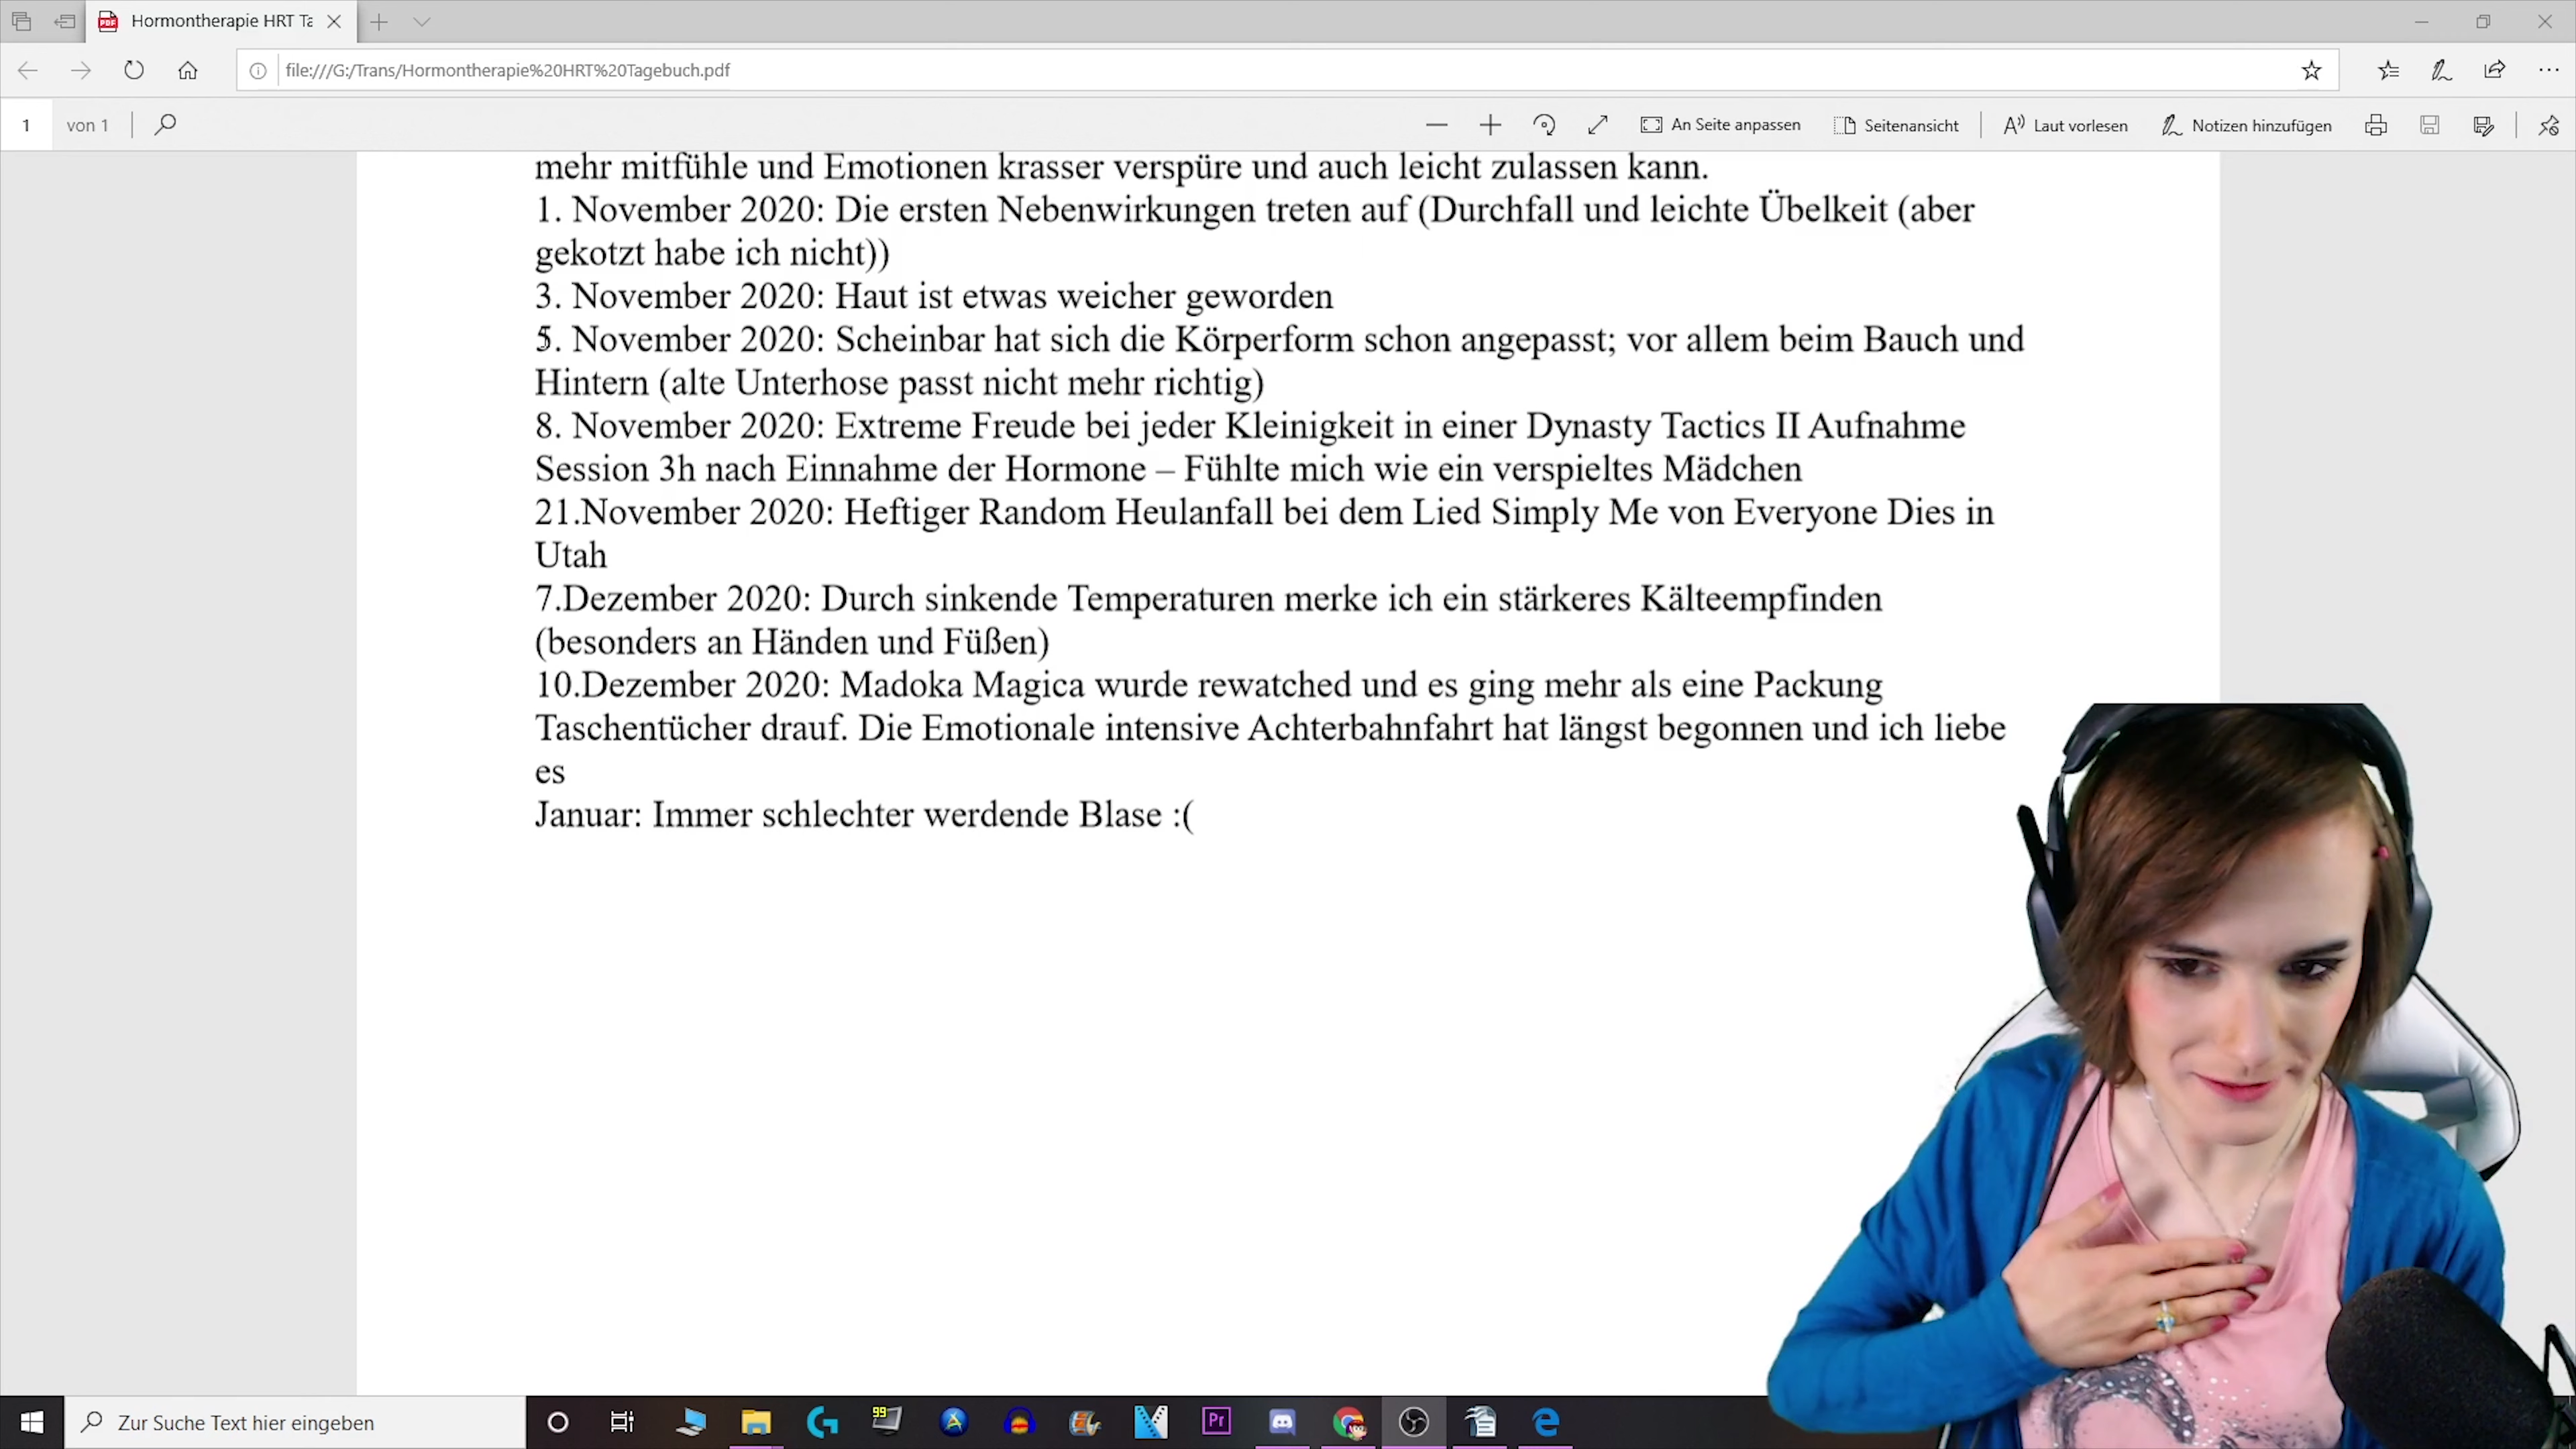 Hormontherapie HRT Ta
file:///G:/Trans/Hormontherapie%20HRT%20Tagebuch.pdf
1 von 1
An Seite anpassen
Seitenansicht
Laut vorlesen
Notizen hinzufügen
mehr mitfühle und Emotionen krasser verspüre und auch leicht zulassen kann.
1. November 2020: Die ersten Nebenwirkungen treten auf (Durchfall und leichte Übelkeit (aber
gekotzt habe ich nicht))
3. November 2020: Haut ist etwas weicher geworden
5. November 2020: Scheinbar hat sich die Körperform schon angepasst; vor allem beim Bauch und
Hintern (alte Unterhose passt nicht mehr richtig)
8. November 2020: Extreme Freude bei jeder Kleinigkeit in einer Dynasty Tactics II Aufnahme
Session 3h nach Einnahme der Hormone – Fühlte mich wie ein verspieltes Mädchen
21.November 2020: Heftiger Random Heulanfall bei dem Lied Simply Me von Everyone Dies in
Utah
7.Dezember 2020: Durch sinkende Temperaturen merke ich ein stärkeres Kälteempfinden
(besonders an Händen und Füßen)
10.Dezember 2020: Madoka Magica wurde rewatched und es ging mehr als eine Packung
Taschentücher drauf. Die Emotionale intensive Achterbahnfahrt hat längst begonnen und ich liebe
es
Januar: Immer schlechter werdende Blase :(
Zur Suche Text hier eingeben
99
Pr